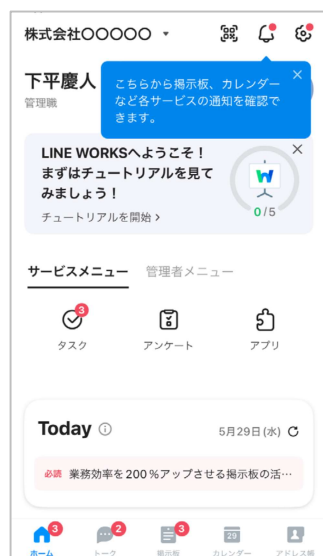 株式会社OOOOO
下平慶人
管理職
こちらから掲示板、カレンダー
など各サービスの通知を確認で
きます。
LINE WORKSへようこそ！
まずはチュートリアルを見て
みましょう！
チュートリアルを開始 >
0/5
サービスメニュー 管理者メニュー
3
タスク アンケート アプリ
Today
5月29日(水)
必読 業務効率を200％アップさせる掲示板の活…
3 2 3 29
ホーム トーク 掲示板 カレンダー アドレス帳